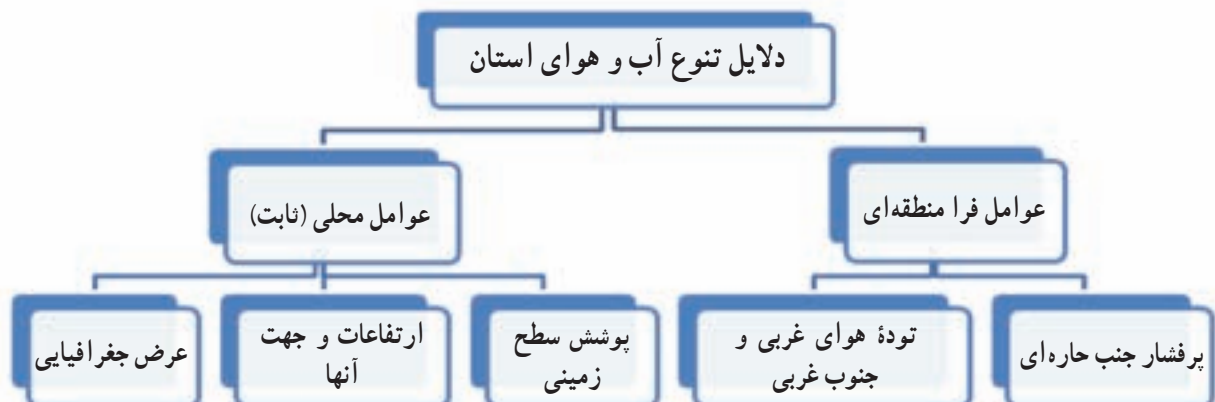 دلایل تنوع آب و هوای استان
عوامل فرا منطقه‌ای
عوامل محلی (ثابت)
پرفشار جنب حاره‌ای
تودهٔ هوای غربی و
جنوب غربی
پوشش سطح
زمینی
ارتفاعات و جهت
آنها
عرض جغرافیایی